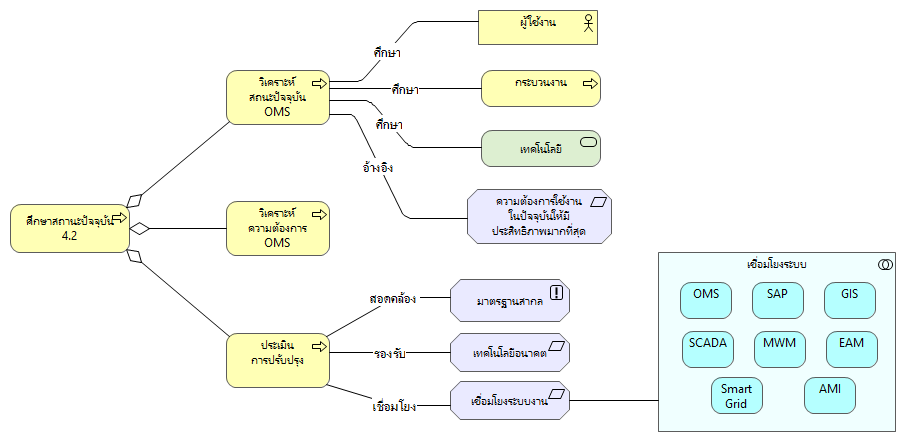 ผู้ใช้งาน
ศึกษา
วิเคราะห์
สถนะปัจจุบัน
OMS
ศึกษา
กระบวนงาน
ศึกษา
เทคโนโลยี
อ้างอิง
ความต้องการใช้งาน
ในปัจจุบันให้มี
ประสิทธิภาพมากที่สุด
ศึกษาสถานะปัจจุบัน
4.2
วิเคราะห์
ความต้องการ
OMS
เชื่อมโยงระบบ
OMS
SAP
GIS
SCADA
MWM
EAM
Smart
Grid
AMI
สอดคล้อง
มาตรฐานสากล
ประเมิน
การปรับปรุง
รองรับ
เทคโนโลยีอนาคต
เชื่อมโยง
เชื่อมโยงระบบงาน